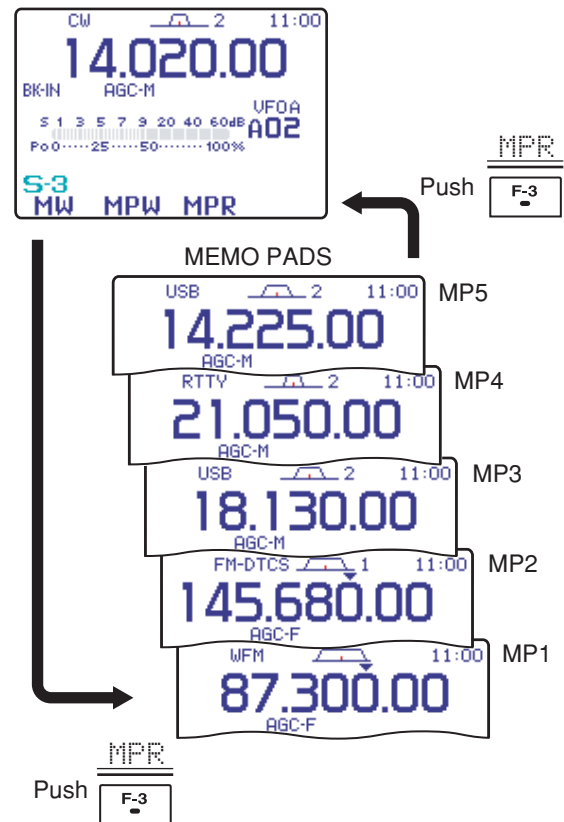 CW 2 11:00
14.020.00
BK-IN AGC-M
VFOA
S 1 3 5 7 9 20 40 60dB A02
Po0·····25·····50·······100%
S-3
MW MPW MPR
MPR
Push F-3
MEMO PADS
USB 2 11:00 MP5
14.225.00
AGC-M
RTTY 2 11:00 MP4
21.050.00
AGC-M
USB 2 11:00 MP3
18.130.00
AGC-M
FM-DTCS 1 11:00 MP2
145.680.00
AGC-F
WFM 11:00 MP1
87.300.00
AGC-F
MPR
Push F-3